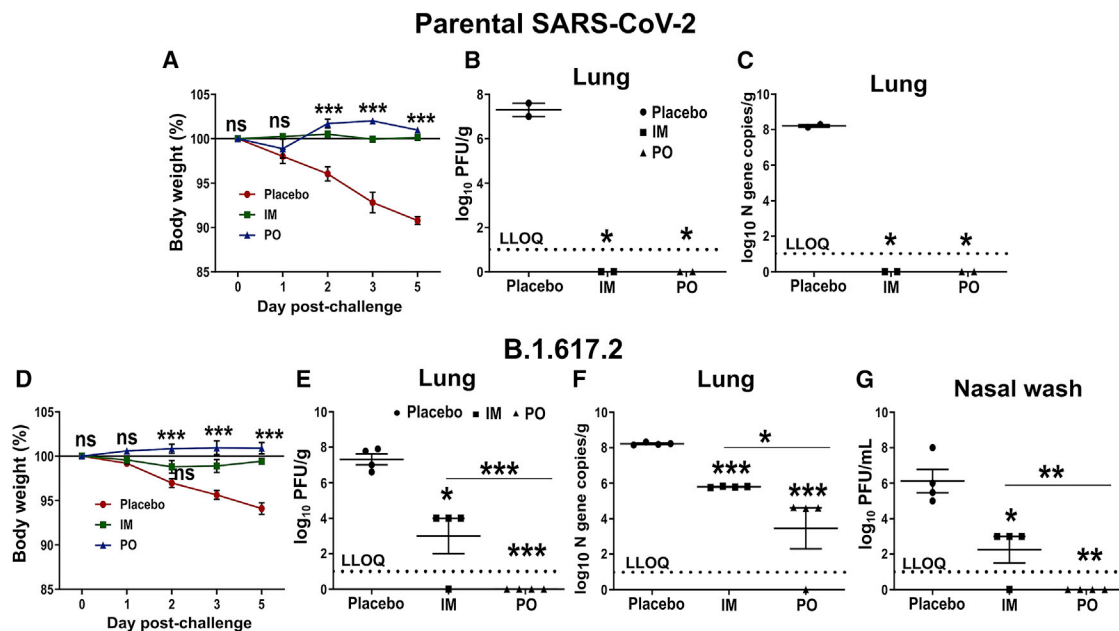 Parental SARS-CoV-2
A
Body weight (%)
105
100
95
90
85
ns
ns
***
***
***
Placebo
IM
PO
0 1 2 3 5
Day post-challenge
B
Lung
log10 PFU/g
8
6
4
2
0
Placebo
IM
PO
LLOQ
*
*
Placebo IM PO
C
Lung
log10 N gene copies/g
10
8
6
4
2
0
LLOQ
*
*
Placebo IM PO
B.1.617.2
D
Body weight (%)
105
100
95
90
85
ns
ns
***
***
***
ns
Placebo
IM
PO
0 1 2 3 5
Day post-challenge
E
Lung
Placebo IM PO
log10 PFU/g
10
8
6
4
2
0
***
*
***
LLOQ
Placebo IM PO
F
Lung
log10 N gene copies/g
10
8
6
4
2
0
*
***
***
LLOQ
Placebo IM PO
G
Nasal wash
log10 PFU/mL
10
8
6
4
2
0
**
*
**
LLOQ
Placebo IM PO